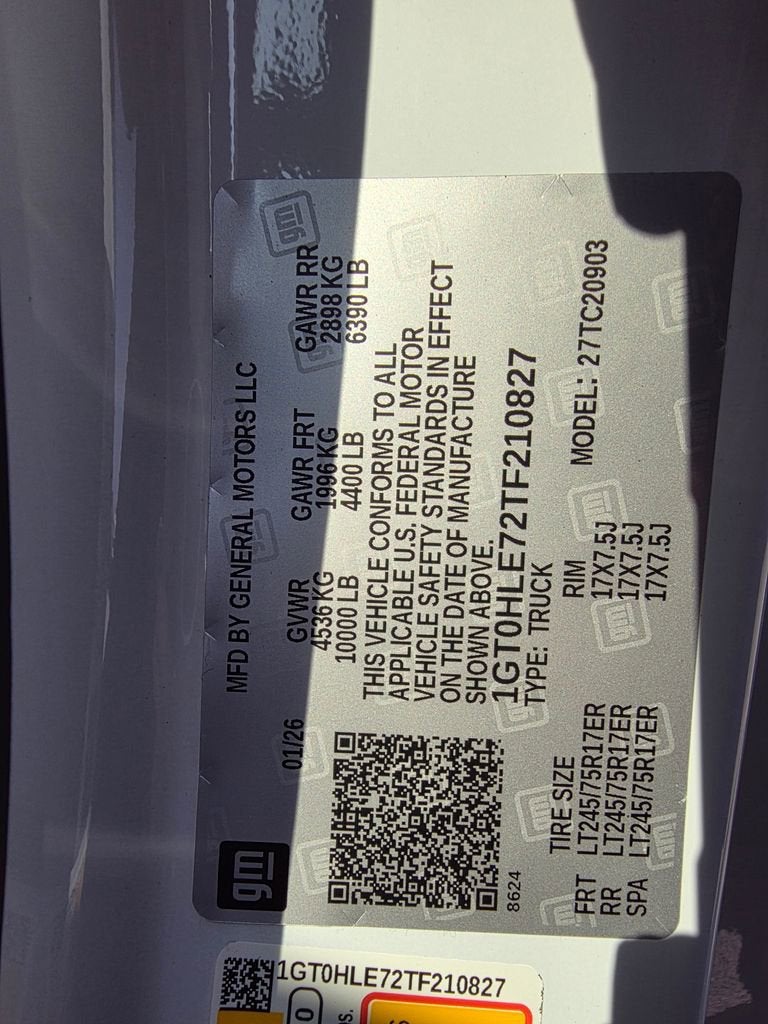 gm
MFD BY GENERAL MOTORS LLC
01/26
GVWR GAWR FRT GAWR RR
4536 KG 1996 KG 2898 KG
10000 LB 4400 LB 6390 LB
THIS VEHICLE CONFORMS TO ALL
APPLICABLE U.S. FEDERAL MOTOR
VEHICLE SAFETY STANDARDS IN EFFECT
ON THE DATE OF MANUFACTURE
SHOWN ABOVE.
1GT0HLE72TF210827
TYPE: TRUCK
8624
TIRE SIZE RIM MODEL: 27TC20903
FRT LT245/75R17ER 17X7.5J
RR LT245/75R17ER 17X7.5J
SPA LT245/75R17ER 17X7.5J
1GT0HLE72TF210827